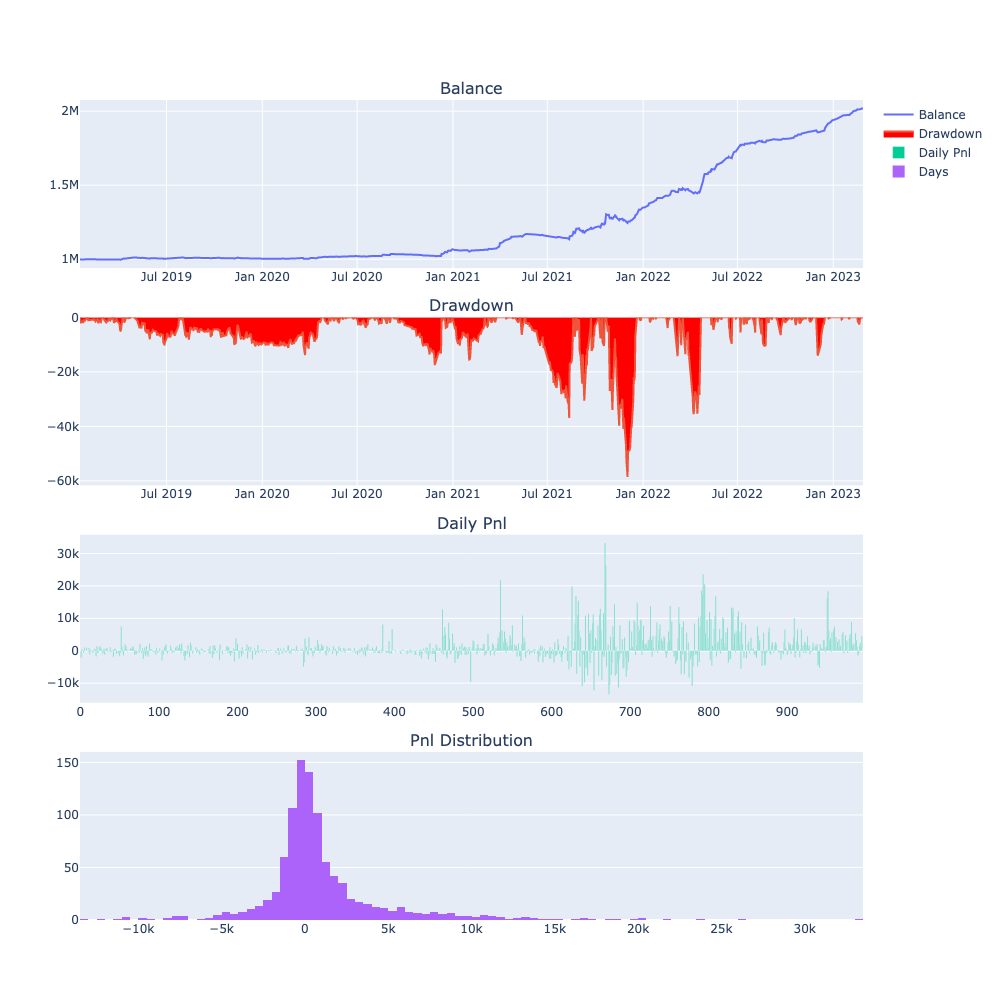 Balance
2M
1.5M
1M
Jul 2019 Jan 2020 Jul 2020 Jan 2021 Jul 2021 Jan 2022 Jul 2022 Jan 2023
Balance
Drawdown
Daily Pnl
Days
Drawdown
0
−20k
−40k
−60k
Jul 2019 Jan 2020 Jul 2020 Jan 2021 Jul 2021 Jan 2022 Jul 2022 Jan 2023
Daily Pnl
30k
20k
10k
0
−10k
0 100 200 300 400 500 600 700 800 900
Pnl Distribution
150
100
50
0
−10k −5k 0 5k 10k 15k 20k 25k 30k